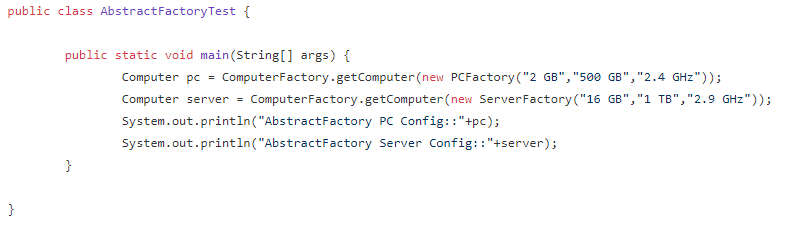 public class AbstractFactoryTest {
public static void main(String[] args) {
Computer pc = ComputerFactory.getComputer(new PCFactory("2 GB","500 GB","2.4 GHz"));
Computer server = ComputerFactory.getComputer(new ServerFactory("16 GB","1 TB","2.9 GHz"));
System.out.println("AbstractFactory PC Config::"+pc);
System.out.println("AbstractFactory Server Config::"+server);
}
}